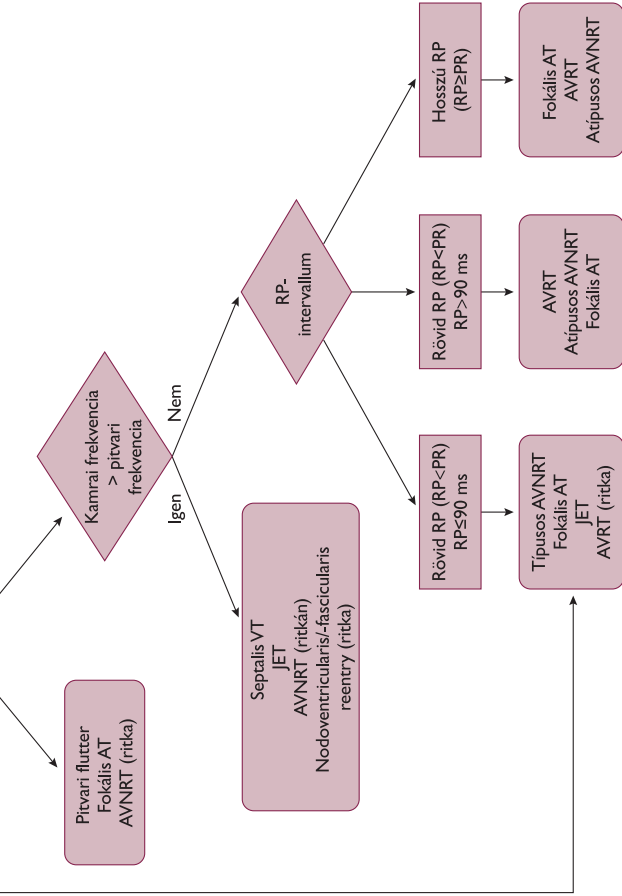 Pitvari flutter
Fokális AT
AVNRT (ritka)
Kamrai frekvencia
> pitvari
frekvencia
Igen
Nem
Septalis VT
JET
AVNRT (ritkán)
Nodoventricularis/-fascicularis
reentry (ritka)
RP-
intervallum
Rövid RP (RP<PR)
RP≤90 ms
Rövid RP (RP<PR)
RP>90 ms
Hosszú RP
(RP≥PR)
Típusos AVNRT
Fokális AT
JET
AVRT (ritka)
AVRT
Atípusos AVNRT
Fokális AT
Fokális AT
AVRT
Atípusos AVNRT